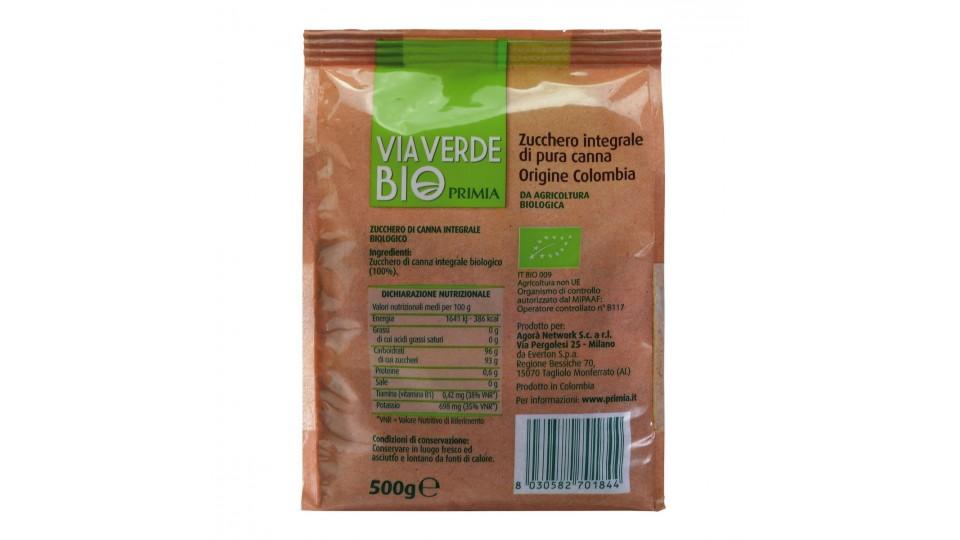 VIAVERDE
BIO PRIMIA
Zucchero integrale
di pura canna
Origine Colombia
DA AGRICOLTURA
BIOLOGICA
ZUCCHERO DI CANNA INTEGRALE
BIOLOGICO
Ingredienti:
Zucchero di canna integrale biologico
(100%).
DICHIARAZIONE NUTRIZIONALE
Valori nutrizionali medi per 100 g
Energia 1641 kJ - 386 kcal
Grassi 0 g
di cui acidi grassi saturi 0 g
Carboidrati 96 g
di cui zuccheri 93 g
Proteine 0,6 g
Sale 0 g
Tiamina (vitamina B1) 0,42 mg (38% VNR*)
Potassio 698 mg (35% VNR*)
*VNR = Valore Nutritivo di Riferimento
Condizioni di conservazione:
Conservare in luogo fresco ed
asciutto e lontano da fonti di calore.
500g e
IT BIO 009
Agricoltura non UE
Organismo di controllo
autorizzato dal MiPAAF:
Operatore controllato n° B117
Prodotto per:
Agorà Network S.c. a r.l.
Via Pergolesi 25 - Milano
da Everton S.p.a.
Regione Bessiche 70,
15070 Tagliolo Monferrato (AL)
Prodotto in Colombia
Per informazioni: www.primia.it
8 030582 701844